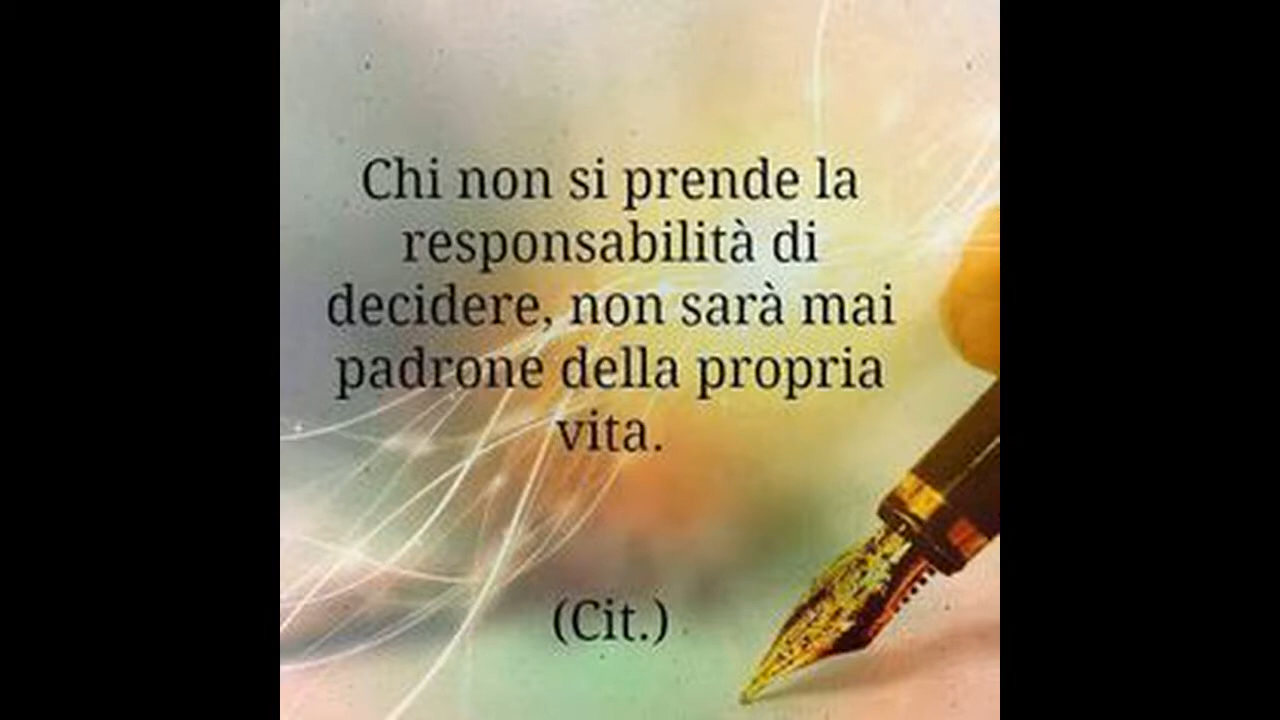 Chi non si prende la
responsabilità di
decidere, non sarà mai
padrone della propria
vita.
(Cit.)